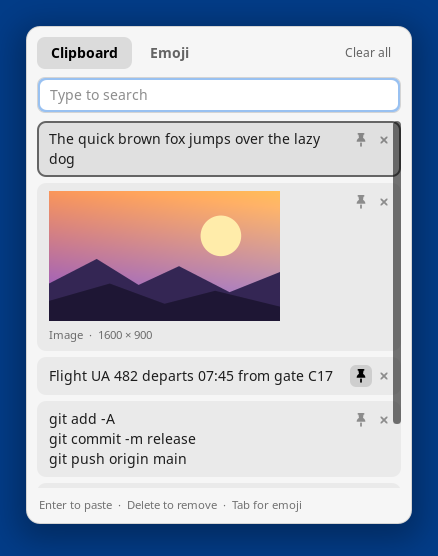 Clipboard Emoji Clear all
Type to search
The quick brown fox jumps over the lazy
dog
Image · 1600 × 900
Flight UA 482 departs 07:45 from gate C17
git add -A
git commit -m release
git push origin main
Enter to paste · Delete to remove · Tab for emoji